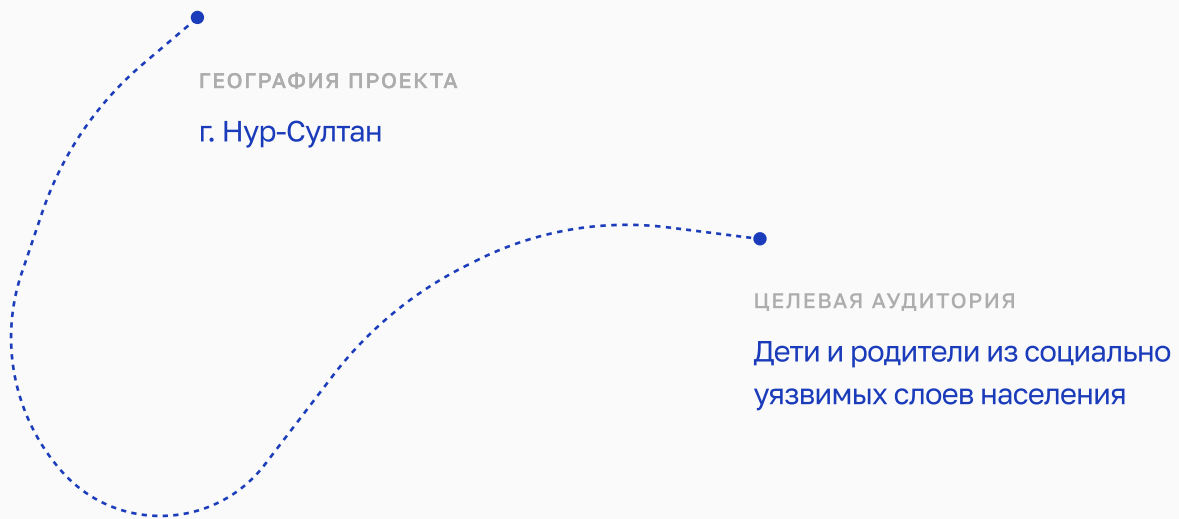 ГЕОГРАФИЯ ПРОЕКТА
г. Нур-Султан
ЦЕЛЕВАЯ АУДИТОРИЯ
Дети и родители из социально
уязвимых слоев населения